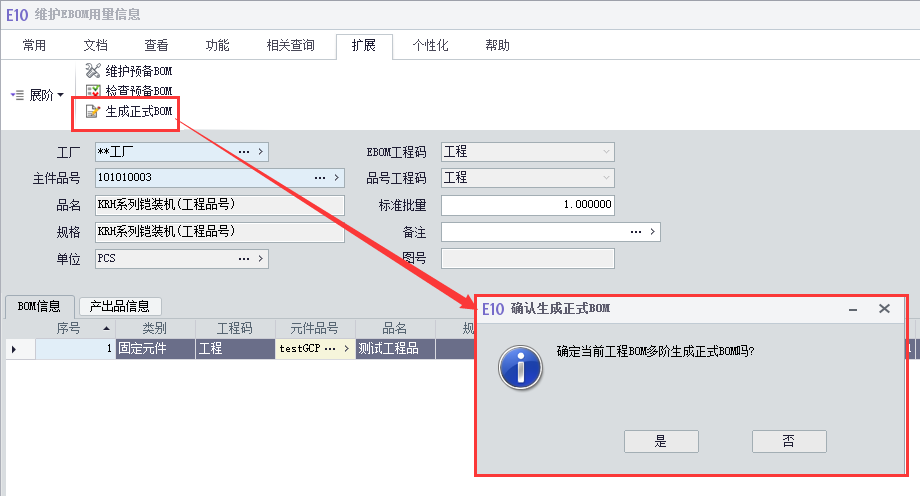 E10 维护EBOM用量信息
常用 文档 查看 功能 相关查询 扩展 个性化 帮助
展阶
维护预备BOM
检查预备BOM
生成正式BOM
工厂 **工厂 ··· EBOM工程码 工程
主件品号 101010003 ··· 品号工程码 工程
品名 KRH系列铠装机(工程品号) 标准批量 1.000000
规格 KRH系列铠装机(工程品号) 备注 ···
单位 PCS ··· 图号
BOM信息 产出品信息
序号 类别 工程码 元件品号 品名 规
1 固定元件 工程 testGCP ··· 测试工程品
E10 确认生成正式BOM
确定当前工程BOM多阶生成正式BOM吗?
是 否